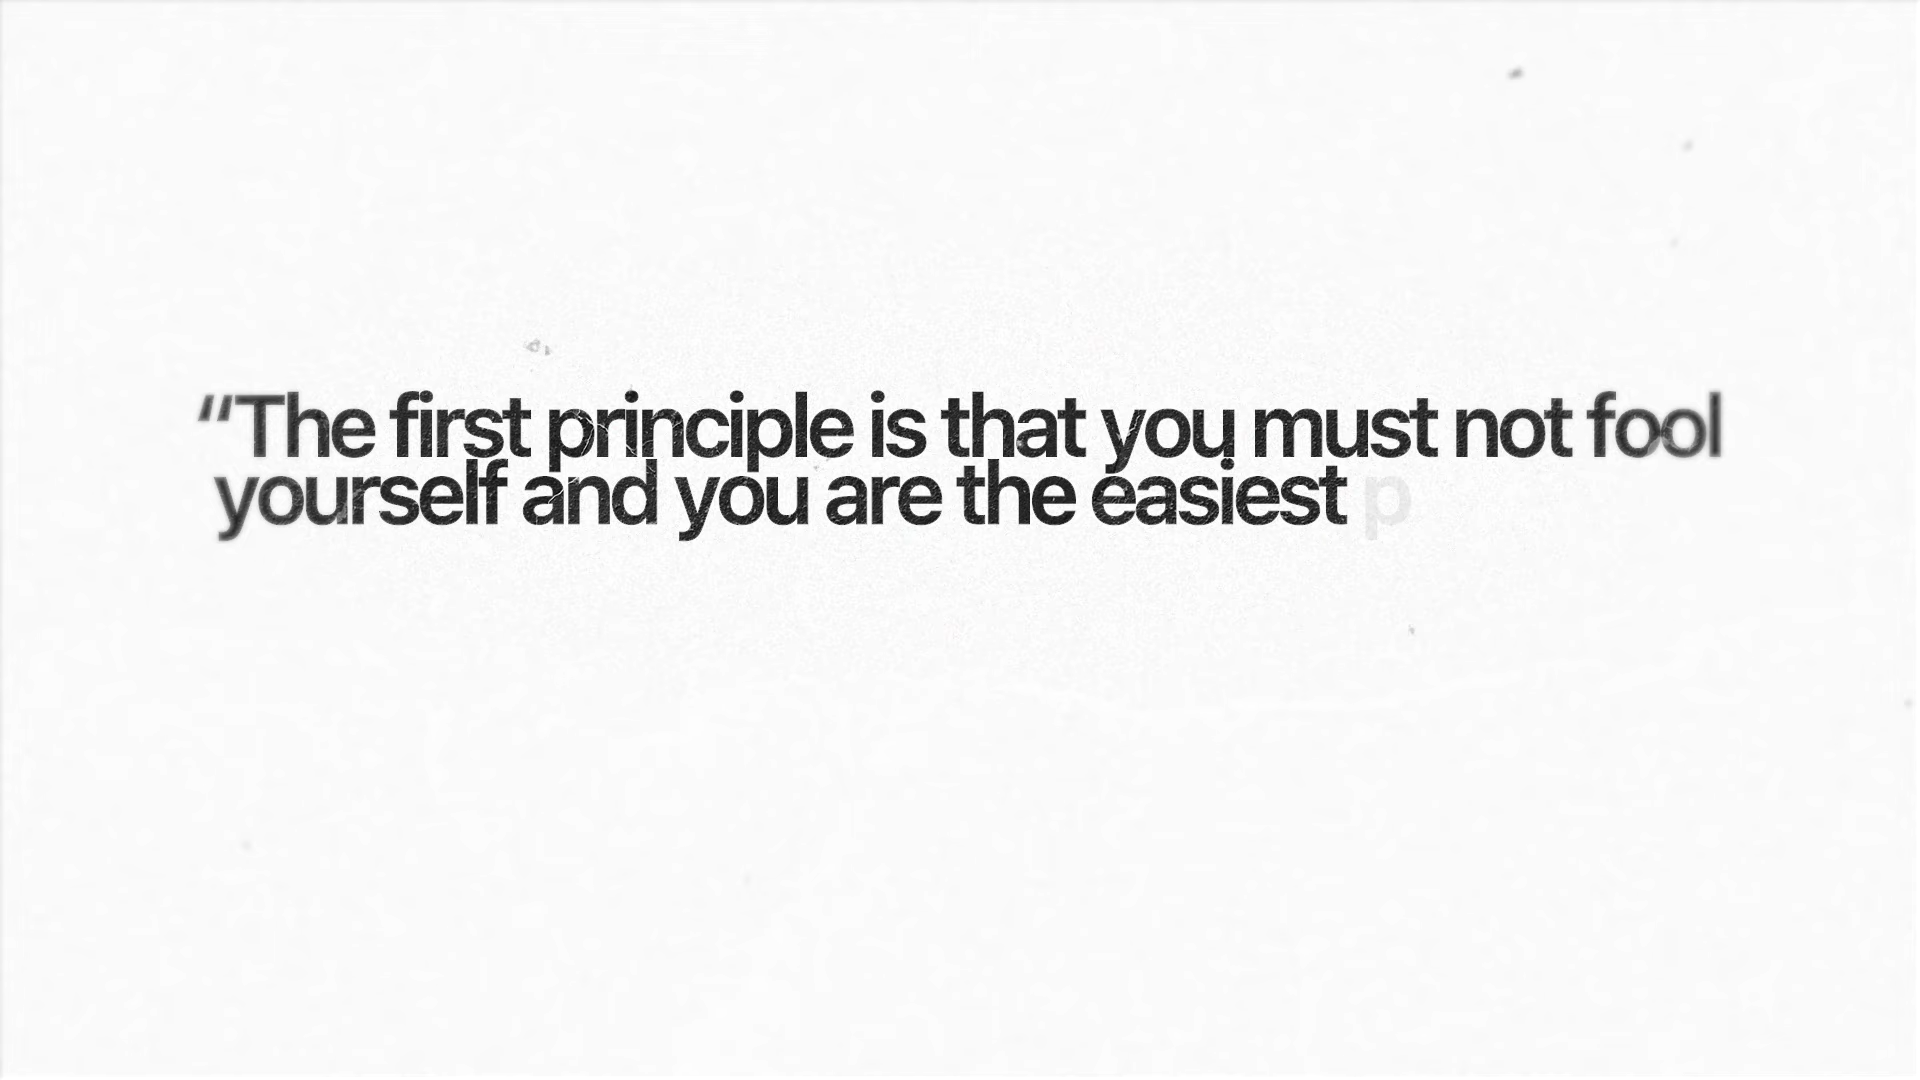 “The first principle is that you must not fool
yourself and you are the easiest p